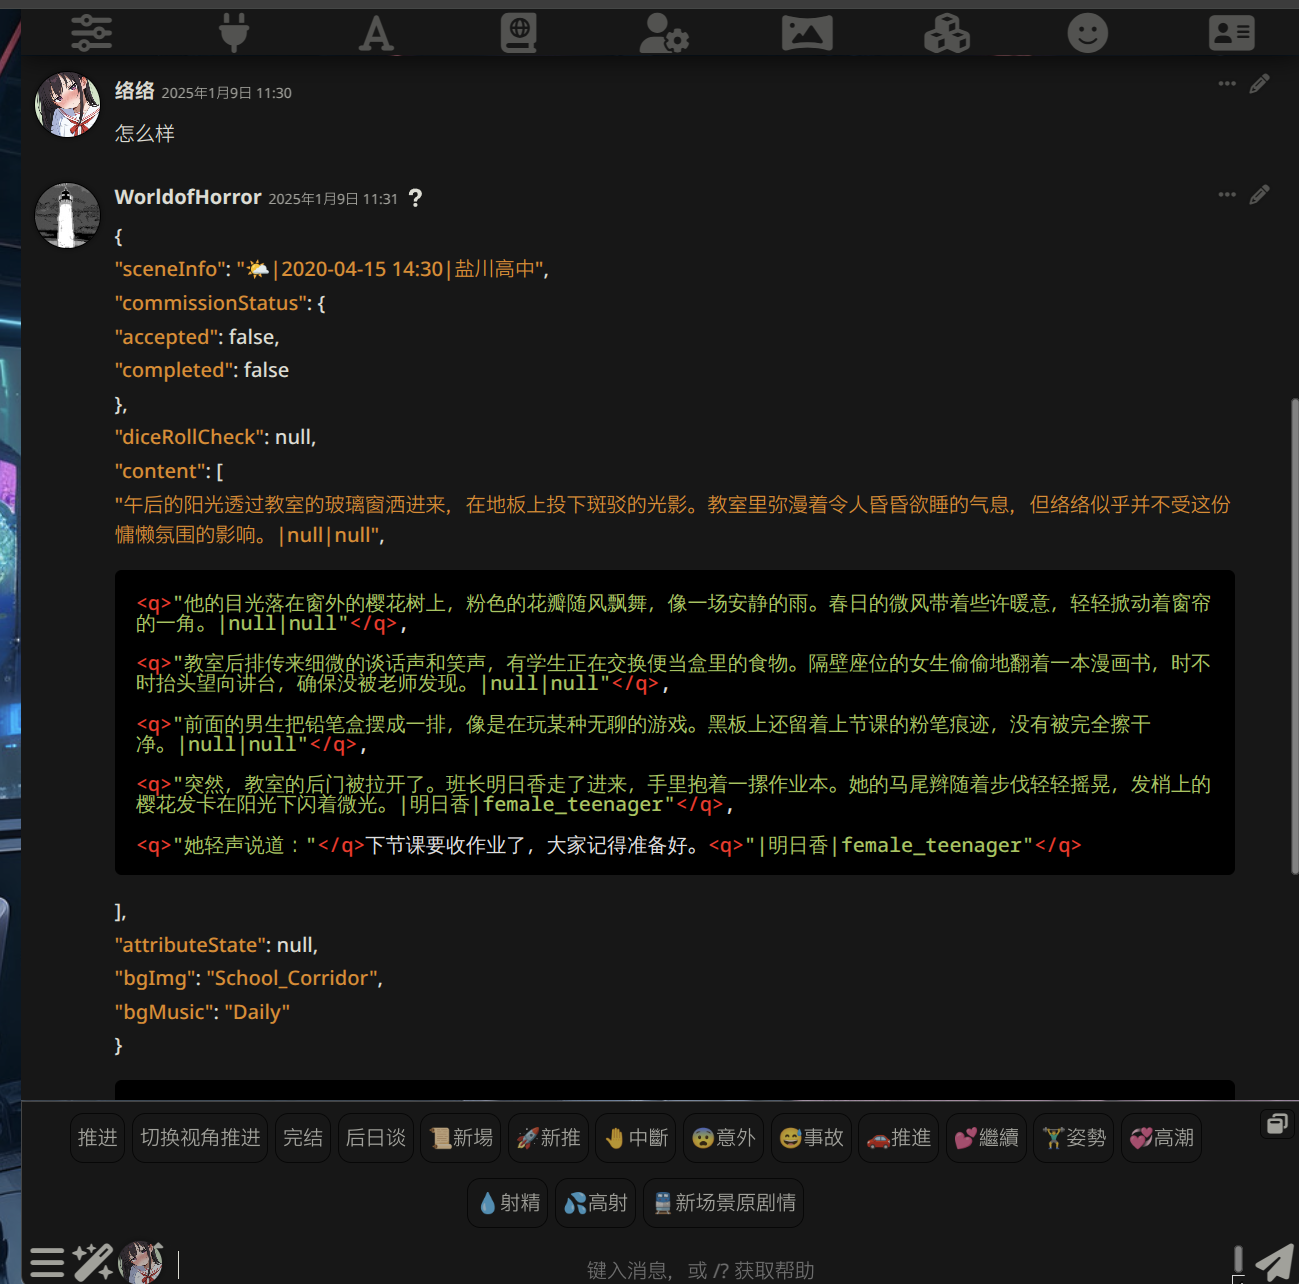 络络 2025年1月9日 11:30
怎么样
WorldofHorror 2025年1月9日 11:31 ?
{
"sceneInfo": "🌤️|2020-04-15 14:30|盐川高中",
"commissionStatus": {
"accepted": false,
"completed": false
},
"diceRollCheck": null,
"content": [
"午后的阳光透过教室的玻璃窗洒进来，在地板上投下斑驳的光影。教室里弥漫着令人昏昏欲睡的气息，但络络似乎并不受这份
慵懒氛围的影响。|null|null",
<q>"他的目光落在窗外的樱花树上，粉色的花瓣随风飘舞，像一场安静的雨。春日的微风带着些许暖意，轻轻掀动着窗帘
的一角。|null|null"</q>,
<q>"教室后排传来细微的谈话声和笑声，有学生正在交换便当盒里的食物。隔壁座位的女生偷偷地翻着一本漫画书，时不
时抬头望向讲台，确保没被老师发现。|null|null"</q>,
<q>"前面的男生把铅笔盒摆成一排，像是在玩某种无聊的游戏。黑板上还留着上节课的粉笔痕迹，没有被完全擦干
净。|null|null"</q>,
<q>"突然，教室的后门被拉开了。班长明日香走了进来，手里抱着一摞作业本。她的马尾辫随着步伐轻轻摇晃，发梢上的
樱花发卡在阳光下闪着微光。|明日香|female_teenager"</q>,
<q>"她轻声说道："</q>下节课要收作业了，大家记得准备好。<q>"|明日香|female_teenager"</q>
],
"attributeState": null,
"bgImg": "School_Corridor",
"bgMusic": "Daily"
}
推进 切换视角推进 完结 后日谈 📜新場 🚀新推 🤚中斷 😨意外 😅事故 🚗推進 💕繼續 🏋️姿勢 💞高潮
💧射精 💦高射 🚆新场景原剧情
键入消息，或 /? 获取帮助